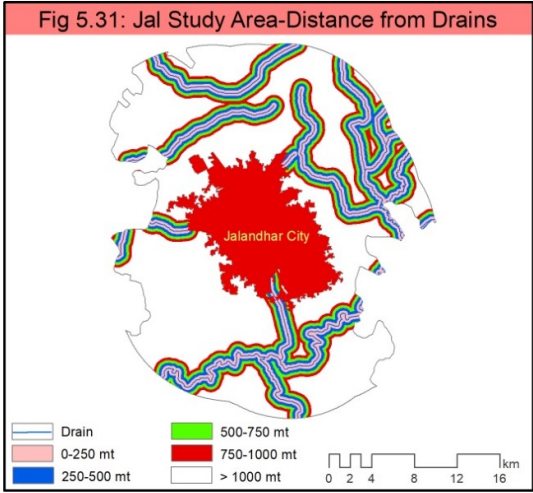 Fig 5.31: Jal Study Area-Distance from Drains
Jalandhar City
Drain
0-250 mt
250-500 mt
500-750 mt
750-1000 mt
> 1000 mt
km
0 2 4 8 12 16